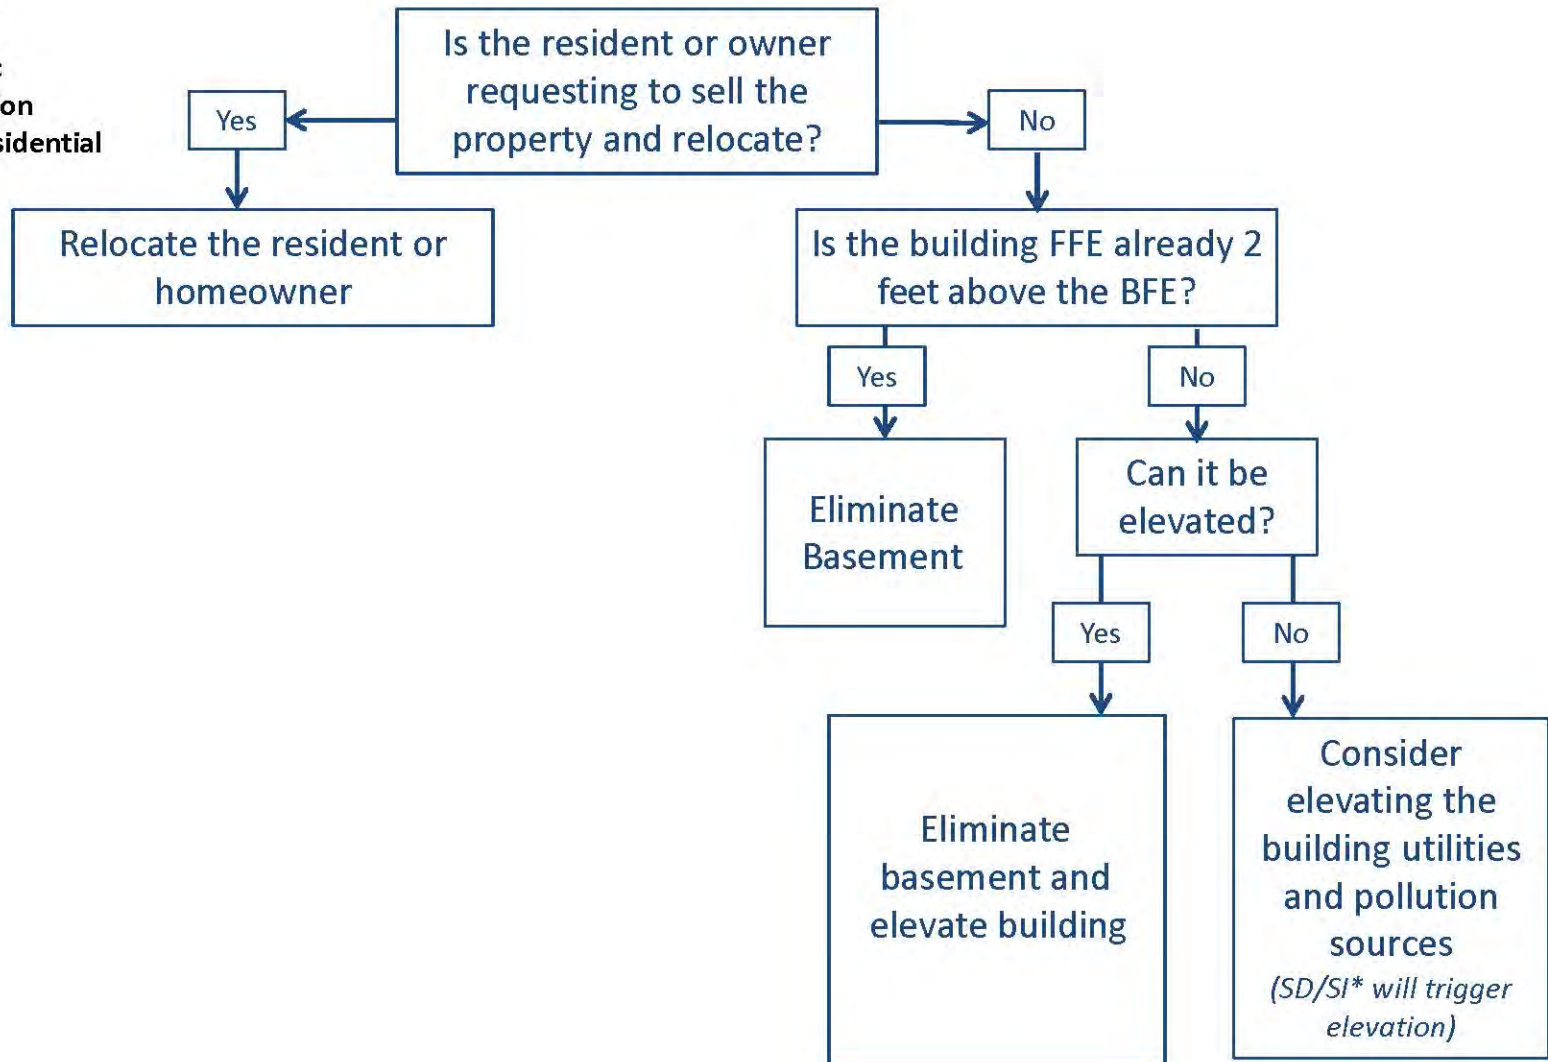 on
sidential
Is the resident or owner
requesting to sell the
property and relocate?
Yes
No
Relocate the resident or
homeowner
Is the building FFE already 2
feet above the BFE?
Yes
No
Eliminate
Basement
Can it be
elevated?
Yes
No
Eliminate
basement and
elevate building
Consider
elevating the
building utilities
and pollution
sources
(SD/SI* will trigger
elevation)